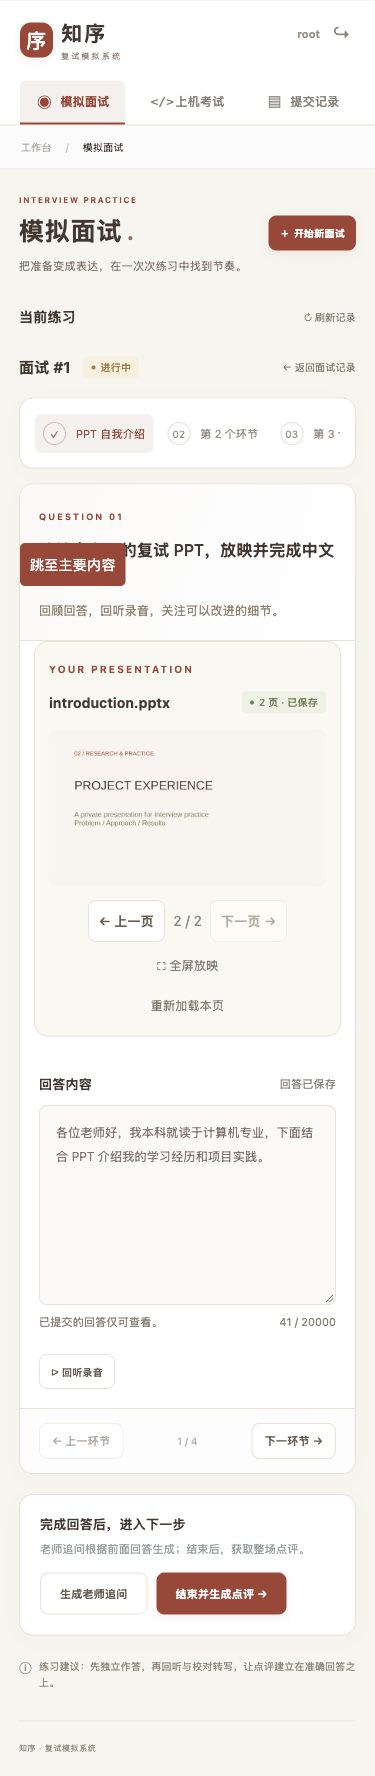 序 知序
复试模拟系统
root
模拟面试
</>上机考试
提交记录
工作台 / 模拟面试
INTERVIEW PRACTICE
模拟面试.
+ 开始新面试
把准备变成表达，在一次次练习中找到节奏。
当前练习
刷新记录
面试 #1
进行中
← 返回面试记录
PPT 自我介绍
02 第 2 个环节
03 第 3
QUESTION 01
的复试 PPT，放映并完成中文
跳至主要内容
回顾回答，回听录音，关注可以改进的细节。
YOUR PRESENTATION
introduction.pptx
2 页 · 已保存
02 / RESEARCH & PRACTICE
PROJECT EXPERIENCE
A private presentation for interview practice
Problem / Approach / Results
← 上一页
2 / 2
下一页 →
全屏放映
重新加载本页
回答内容
回答已保存
各位老师好，我本科就读于计算机专业，下面结
合 PPT 介绍我的学习经历和项目实践。
已提交的回答仅可查看。
41 / 20000
回听录音
← 上一环节
1 / 4
下一环节 →
完成回答后，进入下一步
老师追问根据前面回答生成；结束后，获取整场点评。
生成老师追问
结束并生成点评 →
练习建议：先独立作答，再回听与校对转写，让点评建立在准确回答之
上。
知序 · 复试模拟系统